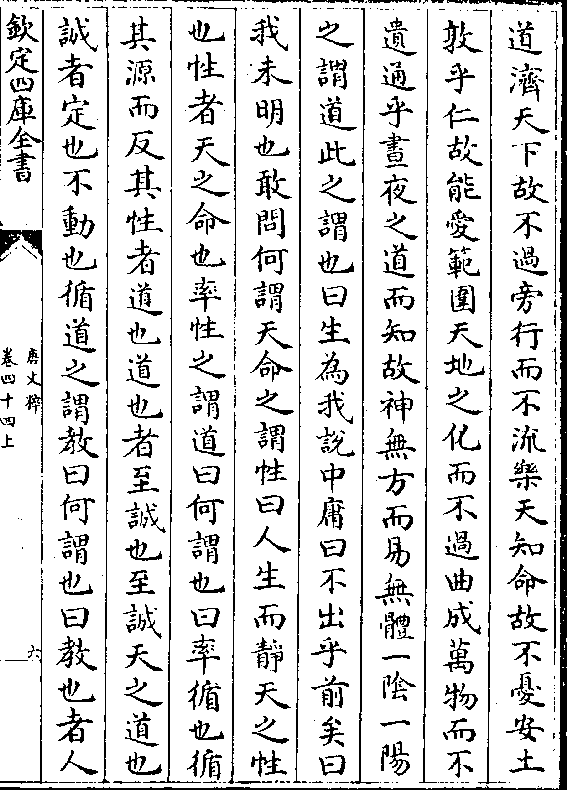 道濟天下故不過旁行而不流樂天知命故不憂安土
敦乎仁故能愛範圍天地之化而不過曲成萬物而不
遺通乎晝夜之道而知故神無方而易無體一陰一陽
之謂道此之謂也曰生為我說中庸曰不出乎前矣曰
我未明也敢問何謂天命之謂性曰人生而靜天之性
也性者天之命也率性之謂道曰何謂也曰率循也循
其源而反其性者道也道也者至誠也至誠天之道也
誠者定也不動也循道之謂教曰何謂也曰教也者人
欽定四庫全書
唐文粹
卷四十四上
六